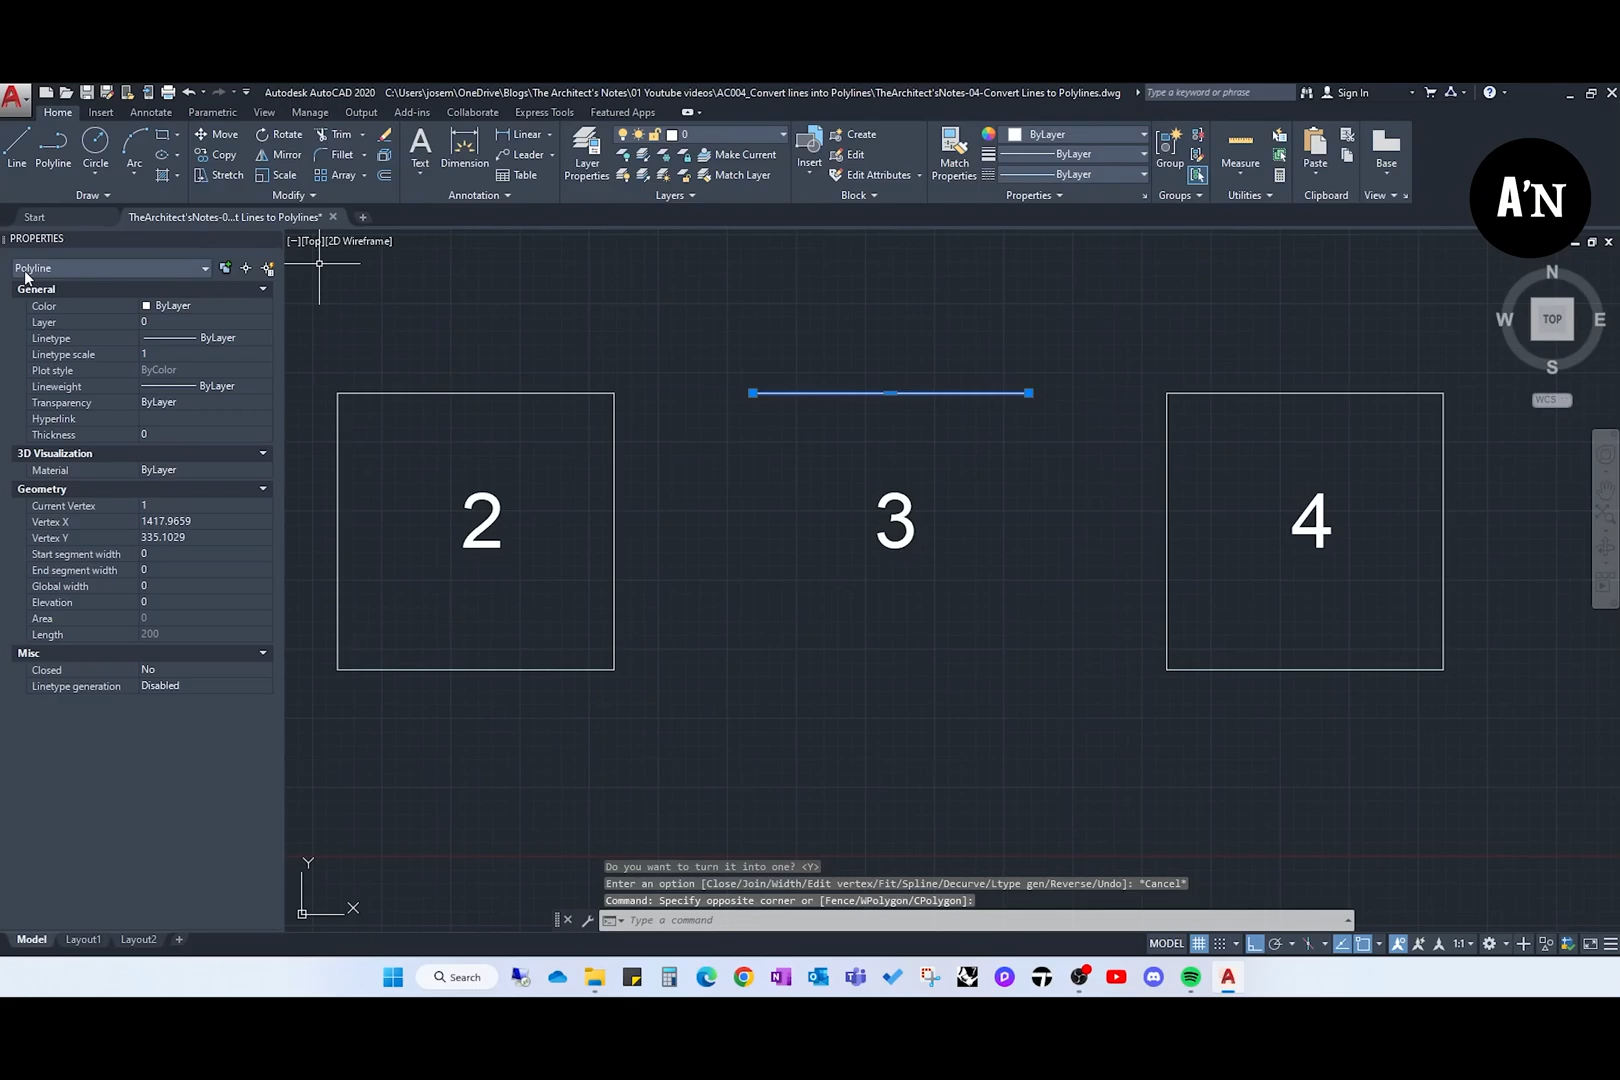 Autodesk AutoCAD 2020 C:\Users\josem\OneDrive\Blogs\The Architect's Notes\01 Youtube videos\AC004_Convert lines into Polylines\TheArchitect'sNotes-04-Convert Lines to Polylines.dwg Type a keyword or phrase Sign In
Home Insert Annotate Parametric View Manage Output Add-ins Collaborate Express Tools Featured Apps
Line Polyline Circle Arc
Move Rotate Trim
Copy Mirror Fillet
Stretch Scale Array
Text Dimension
Linear
Leader
Table
Layer Properties
0
Make Current
Match Layer
Insert
Create
Edit
Edit Attributes
Match Properties
ByLayer
ByLayer
ByLayer
Group Measure Paste Base
Draw Modify Annotation Layers Block Properties Groups Utilities Clipboard View
A'N
Start TheArchitect'sNotes-0...t Lines to Polylines*
PROPERTIES
[−][Top][2D Wireframe]
Polyline
General
Color ByLayer
Layer 0
Linetype ByLayer
Linetype scale 1
Plot style ByColor
Lineweight ByLayer
Transparency ByLayer
Hyperlink
Thickness 0
3D Visualization
Material ByLayer
Geometry
Current Vertex 1
Vertex X 1417.9659
Vertex Y 335.1029
Start segment width 0
End segment width 0
Global width 0
Elevation 0
Area 0
Length 200
Misc
Closed No
Linetype generation Disabled
2 3 4
N
W TOP E
S
WCS
Y
X
Do you want to turn it into one? <Y>
Enter an option [Close/Join/Width/Edit vertex/Fit/Spline/Decurve/Ltype gen/Reverse/Undo]: *Cancel*
Command: Specify opposite corner or [Fence/WPolygon/CPolygon]:
Type a command
Model Layout1 Layout2 +
MODEL 1:1
Search